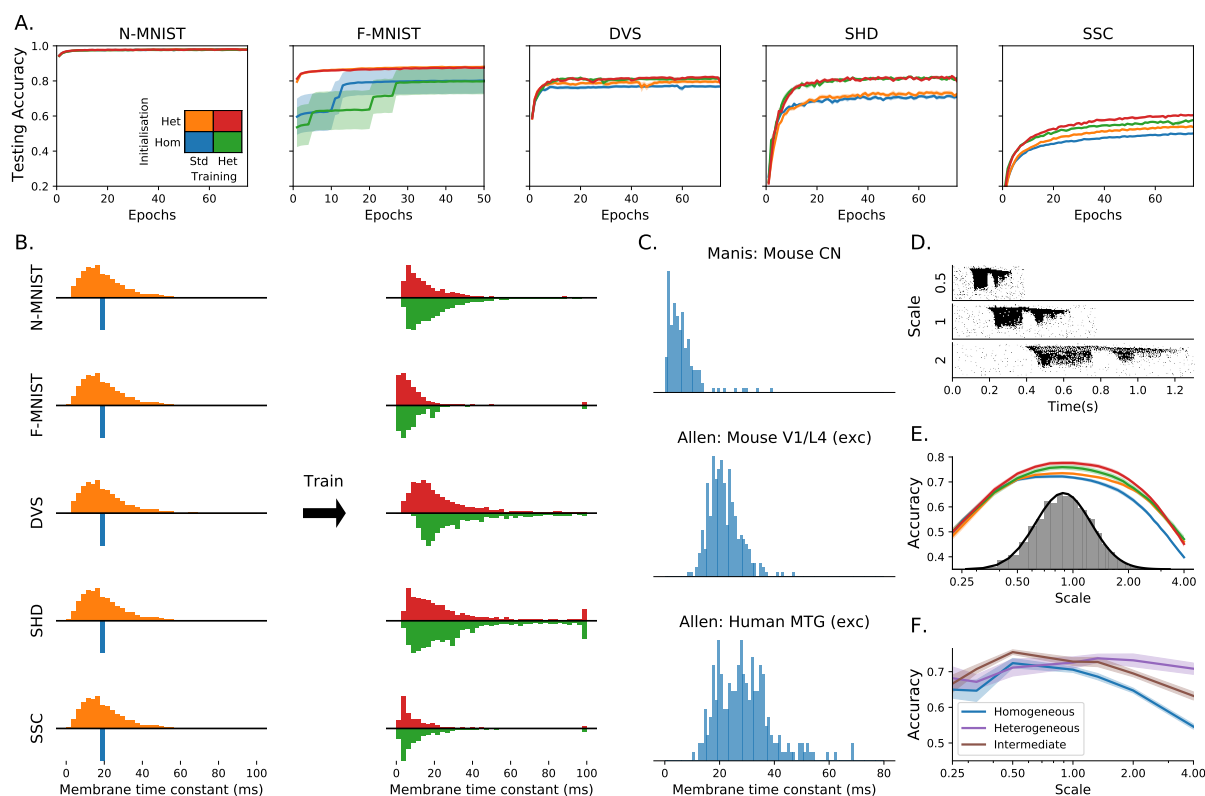 A.
N-MNIST
F-MNIST
DVS
SHD
SSC
Testing Accuracy
1.0
0.8
0.6
0.4
0.2
Initialisation
Het
Hom
Std Het
Training
0 20 40 60
0 10 20 30 40 50
0 20 40 60
0 20 40 60
0 20 40 60
Epochs
Epochs
Epochs
Epochs
Epochs
B.
N-MNIST
F-MNIST
DVS
SHD
SSC
Train
0 20 40 60 80 100
Membrane time constant (ms)
0 20 40 60 80 100
Membrane time constant (ms)
C.
Manis: Mouse CN
Allen: Mouse V1/L4 (exc)
Allen: Human MTG (exc)
0 20 40 60 80
Membrane time constant (ms)
D.
Scale
0.5
1
2
0.0 0.2 0.4 0.6 0.8 1.0 1.2
Time(s)
E.
Accuracy
0.8
0.7
0.6
0.5
0.4
0.25 0.50 1.00 2.00 4.00
Scale
F.
Accuracy
0.7
0.6
0.5
Homogeneous
Heterogeneous
Intermediate
0.25 0.50 1.00 2.00 4.00
Scale